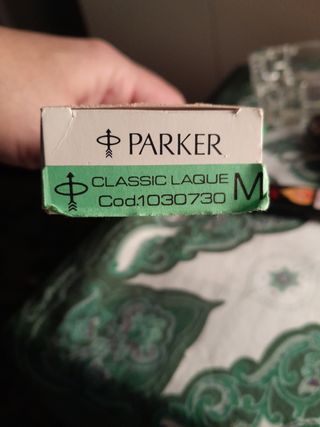 PARKER
CLASSIC LAQUE M
Cod.1030730